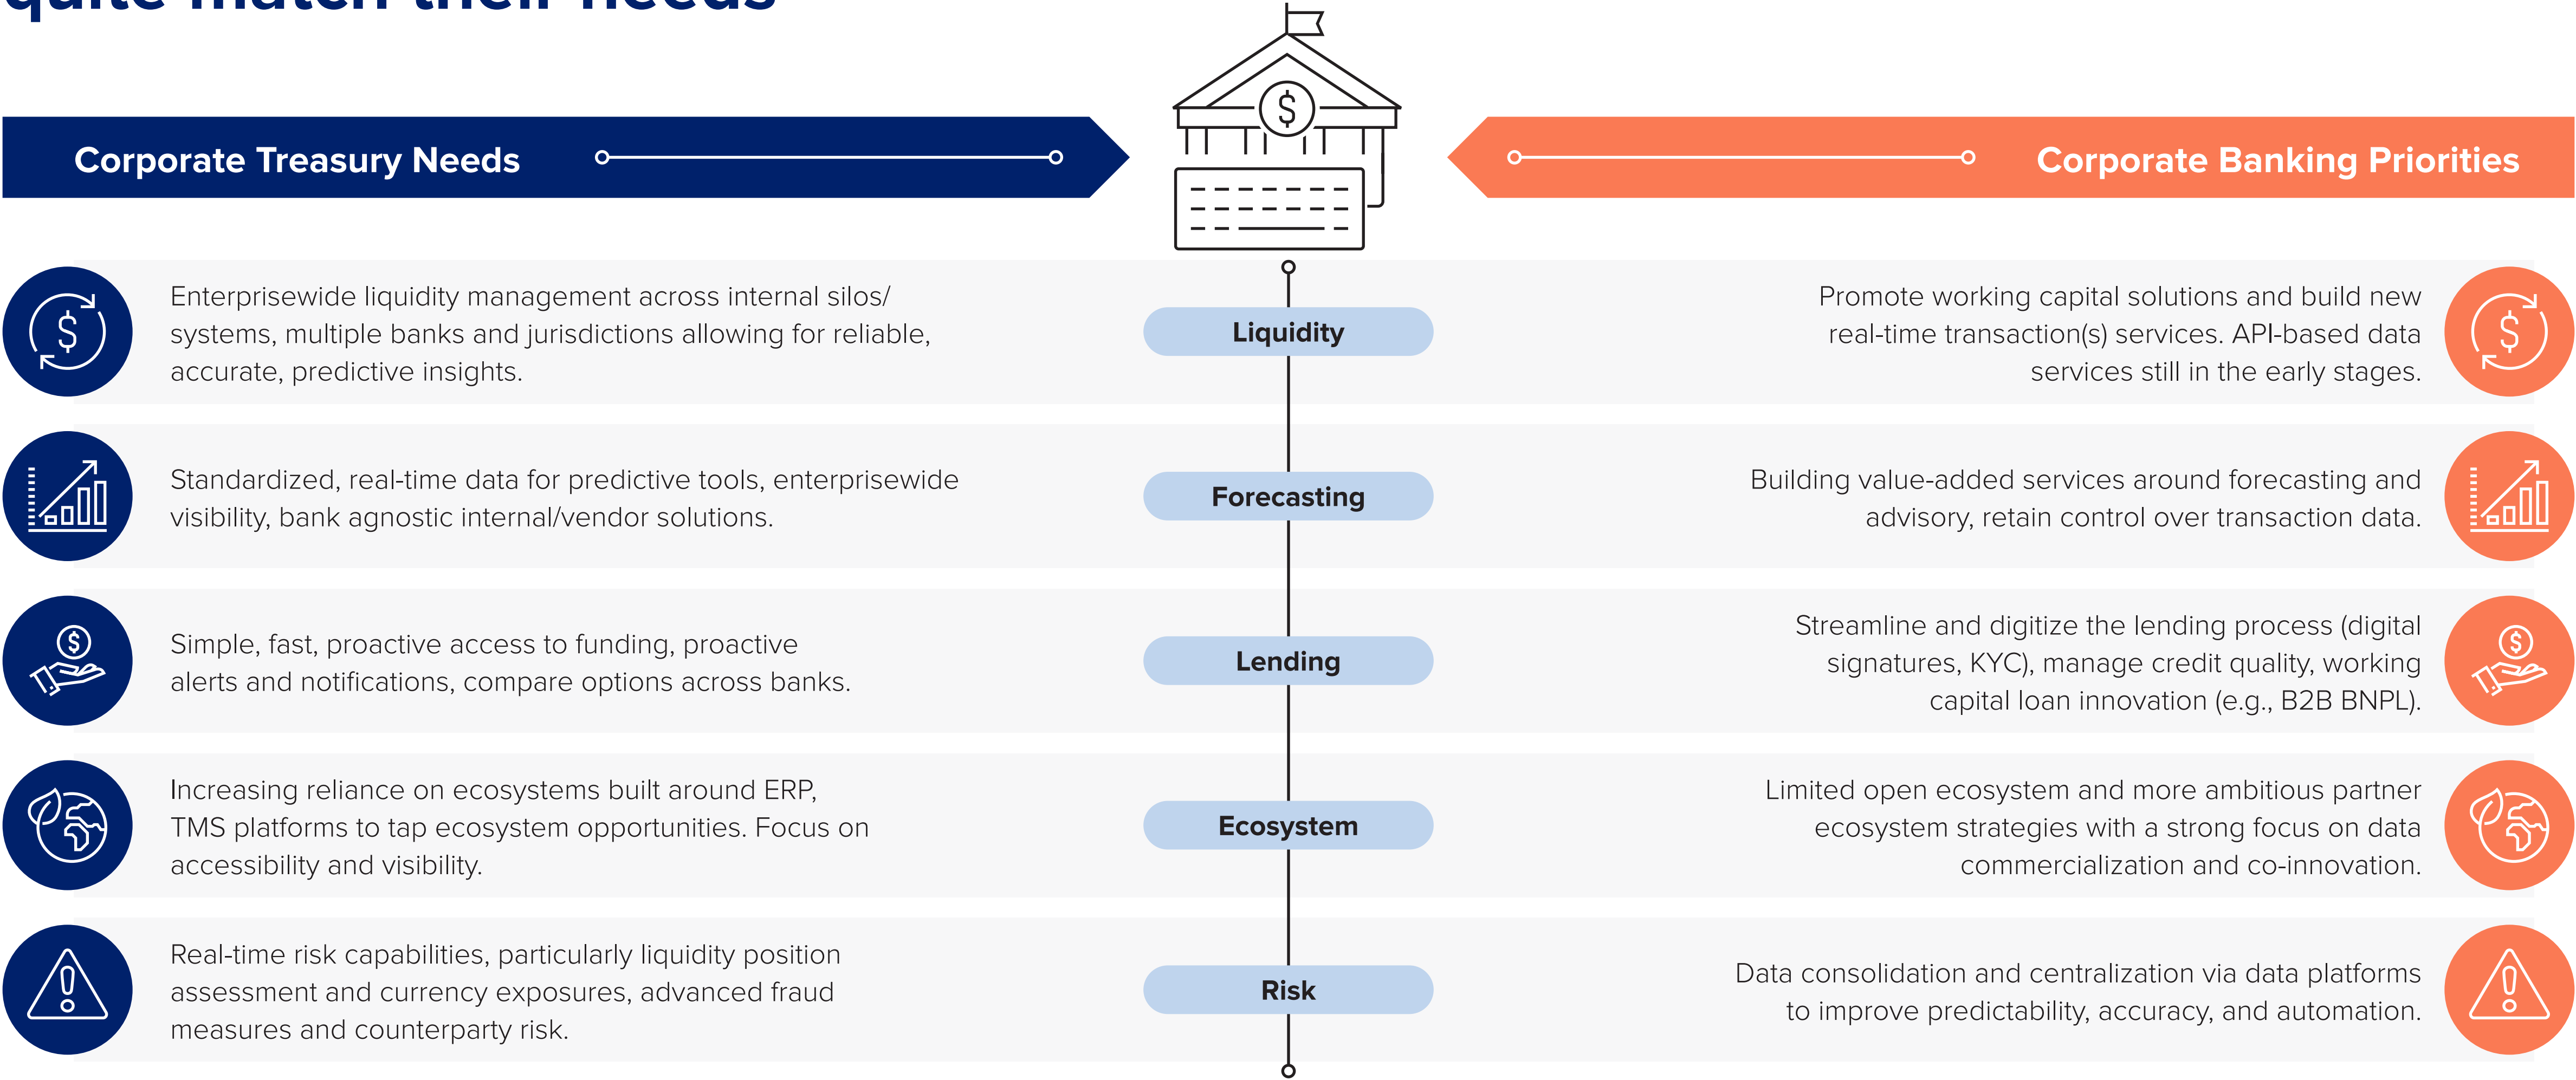 quite match their needs
Corporate Treasury Needs
Corporate Banking Priorities
Enterprisewide liquidity management across internal silos/
systems, multiple banks and jurisdictions allowing for reliable,
accurate, predictive insights.
Liquidity
Promote working capital solutions and build new
real-time transaction(s) services. API-based data
services still in the early stages.
Standardized, real-time data for predictive tools, enterprisewide
visibility, bank agnostic internal/vendor solutions.
Forecasting
Building value-added services around forecasting and
advisory, retain control over transaction data.
Simple, fast, proactive access to funding, proactive
alerts and notifications, compare options across banks.
Lending
Streamline and digitize the lending process (digital
signatures, KYC), manage credit quality, working
capital loan innovation (e.g., B2B BNPL).
Increasing reliance on ecosystems built around ERP,
TMS platforms to tap ecosystem opportunities. Focus on
accessibility and visibility.
Ecosystem
Limited open ecosystem and more ambitious partner
ecosystem strategies with a strong focus on data
commercialization and co-innovation.
Real-time risk capabilities, particularly liquidity position
assessment and currency exposures, advanced fraud
measures and counterparty risk.
Risk
Data consolidation and centralization via data platforms
to improve predictability, accuracy, and automation.